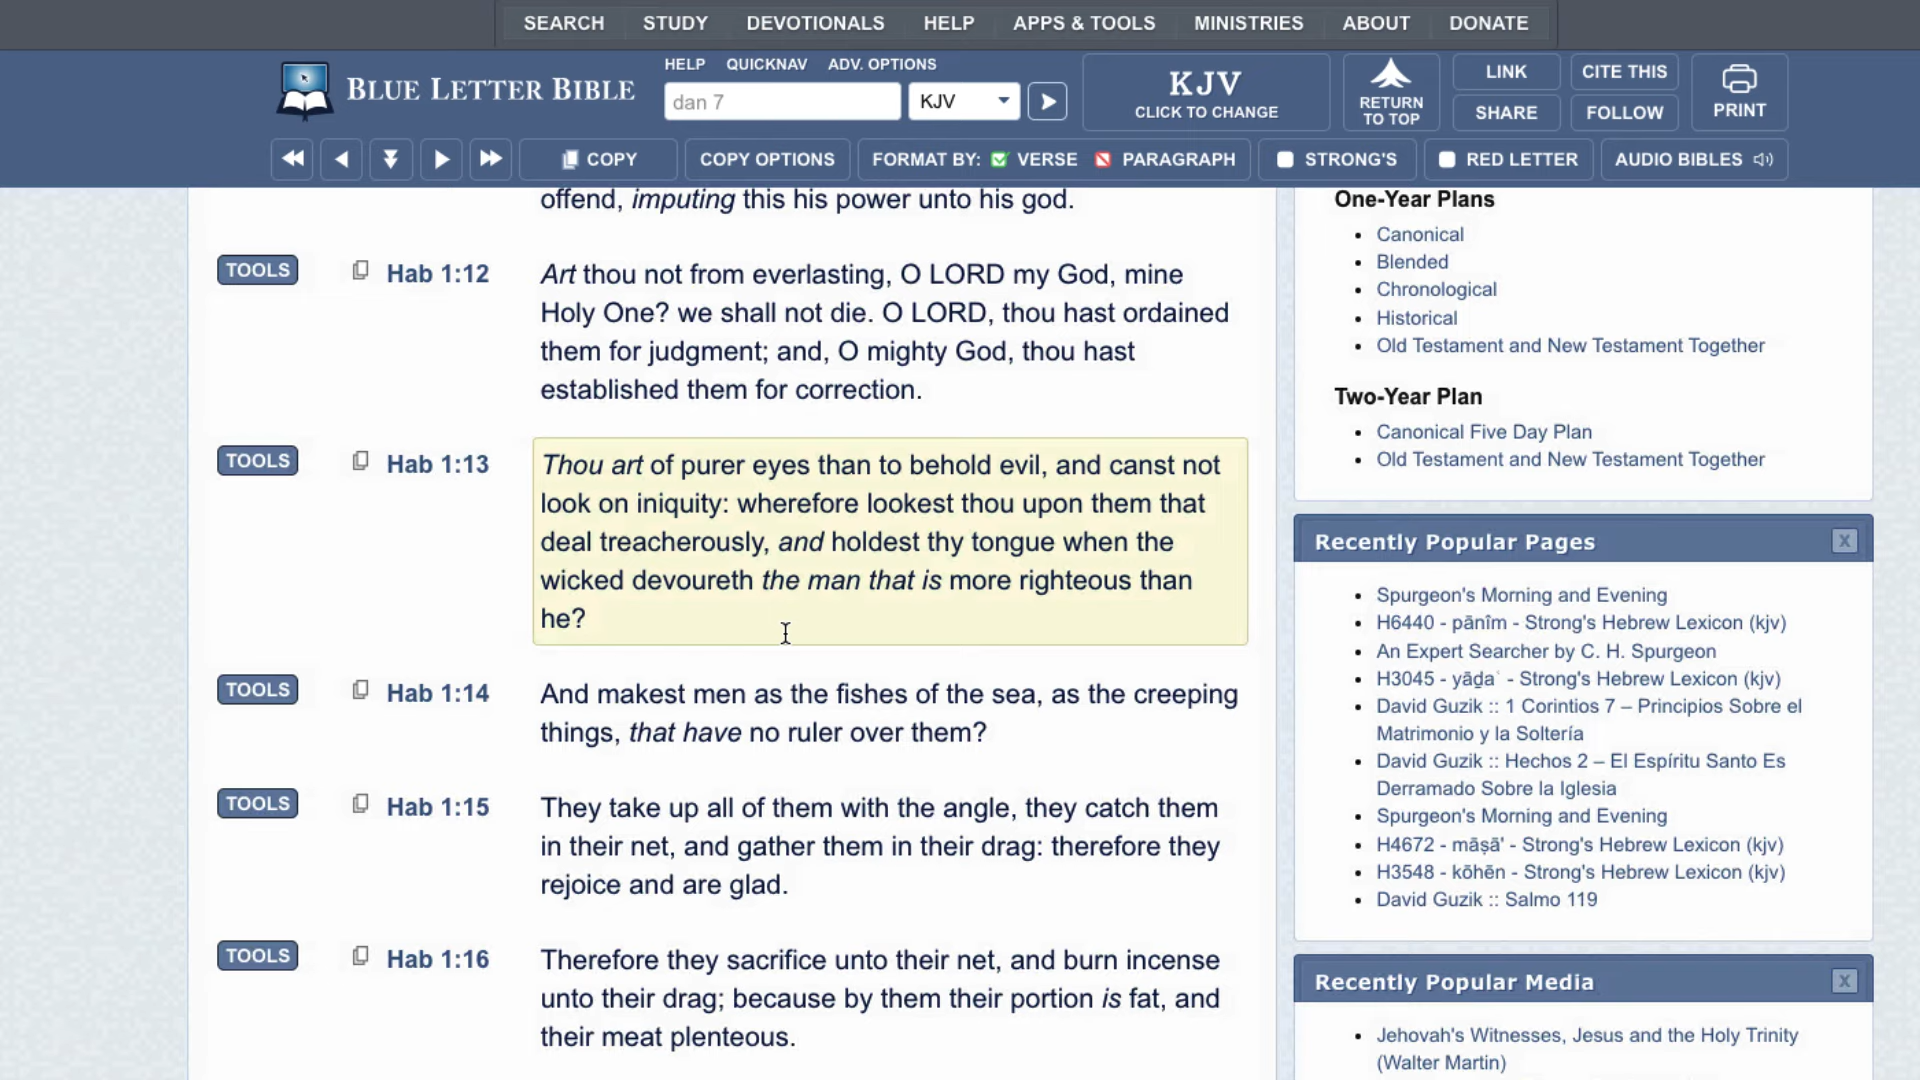 SEARCH STUDY DEVOTIONALS HELP APPS & TOOLS MINISTRIES ABOUT DONATE
BLUE LETTER BIBLE
HELP QUICKNAV ADV. OPTIONS
dan 7 KJV
KJV
CLICK TO CHANGE
RETURN
TO TOP
LINK CITE THIS
SHARE FOLLOW
PRINT
COPY COPY OPTIONS FORMAT BY: VERSE PARAGRAPH STRONG'S RED LETTER AUDIO BIBLES
offend, imputing this his power unto his god.
TOOLS Hab 1:12 Art thou not from everlasting, O LORD my God, mine
Holy One? we shall not die. O LORD, thou hast ordained
them for judgment; and, O mighty God, thou hast
established them for correction.
TOOLS Hab 1:13 Thou art of purer eyes than to behold evil, and canst not
look on iniquity: wherefore lookest thou upon them that
deal treacherously, and holdest thy tongue when the
wicked devoureth the man that is more righteous than
he?
TOOLS Hab 1:14 And makest men as the fishes of the sea, as the creeping
things, that have no ruler over them?
TOOLS Hab 1:15 They take up all of them with the angle, they catch them
in their net, and gather them in their drag: therefore they
rejoice and are glad.
TOOLS Hab 1:16 Therefore they sacrifice unto their net, and burn incense
unto their drag; because by them their portion is fat, and
their meat plenteous.
One-Year Plans
• Canonical
• Blended
• Chronological
• Historical
• Old Testament and New Testament Together
Two-Year Plan
• Canonical Five Day Plan
• Old Testament and New Testament Together
Recently Popular Pages X
• Spurgeon's Morning and Evening
• H6440 - pānîm - Strong's Hebrew Lexicon (kjv)
• An Expert Searcher by C. H. Spurgeon
• H3045 - yāḏaʿ - Strong's Hebrew Lexicon (kjv)
• David Guzik :: 1 Corintios 7 – Principios Sobre el
Matrimonio y la Soltería
• David Guzik :: Hechos 2 – El Espíritu Santo Es
Derramado Sobre la Iglesia
• Spurgeon's Morning and Evening
• H4672 - māṣā' - Strong's Hebrew Lexicon (kjv)
• H3548 - kōhēn - Strong's Hebrew Lexicon (kjv)
• David Guzik :: Salmo 119
Recently Popular Media X
• Jehovah's Witnesses, Jesus and the Holy Trinity
(Walter Martin)